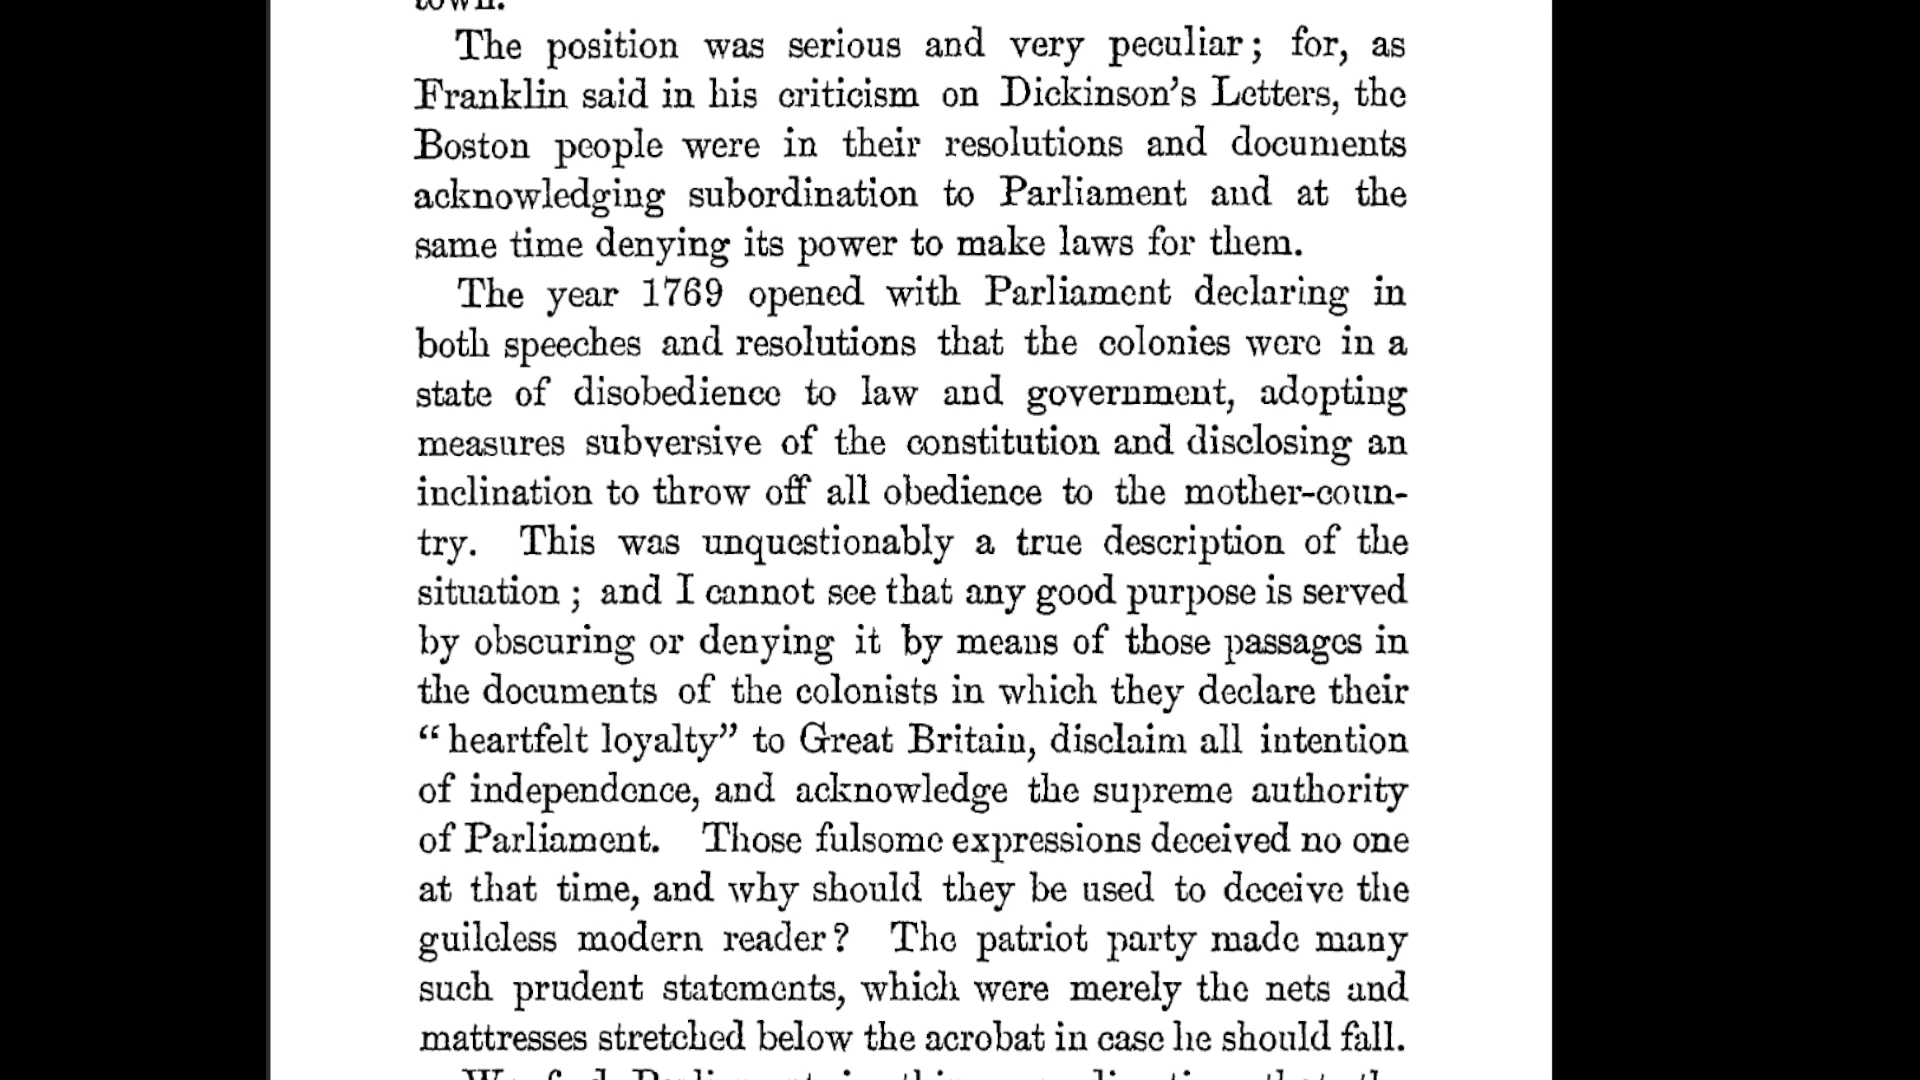 town.
The position was serious and very peculiar; for, as
Franklin said in his criticism on Dickinson's Letters, the
Boston people were in their resolutions and documents
acknowledging subordination to Parliament and at the
same time denying its power to make laws for them.
The year 1769 opened with Parliament declaring in
both speeches and resolutions that the colonies were in a
state of disobedience to law and government, adopting
measures subversive of the constitution and disclosing an
inclination to throw off all obedience to the mother-coun-
try. This was unquestionably a true description of the
situation; and I cannot see that any good purpose is served
by obscuring or denying it by means of those passages in
the documents of the colonists in which they declare their
“heartfelt loyalty” to Great Britain, disclaim all intention
of independence, and acknowledge the supreme authority
of Parliament. Those fulsome expressions deceived no one
at that time, and why should they be used to deceive the
guileless modern reader? The patriot party made many
such prudent statements, which were merely the nets and
mattresses stretched below the acrobat in case he should fall.